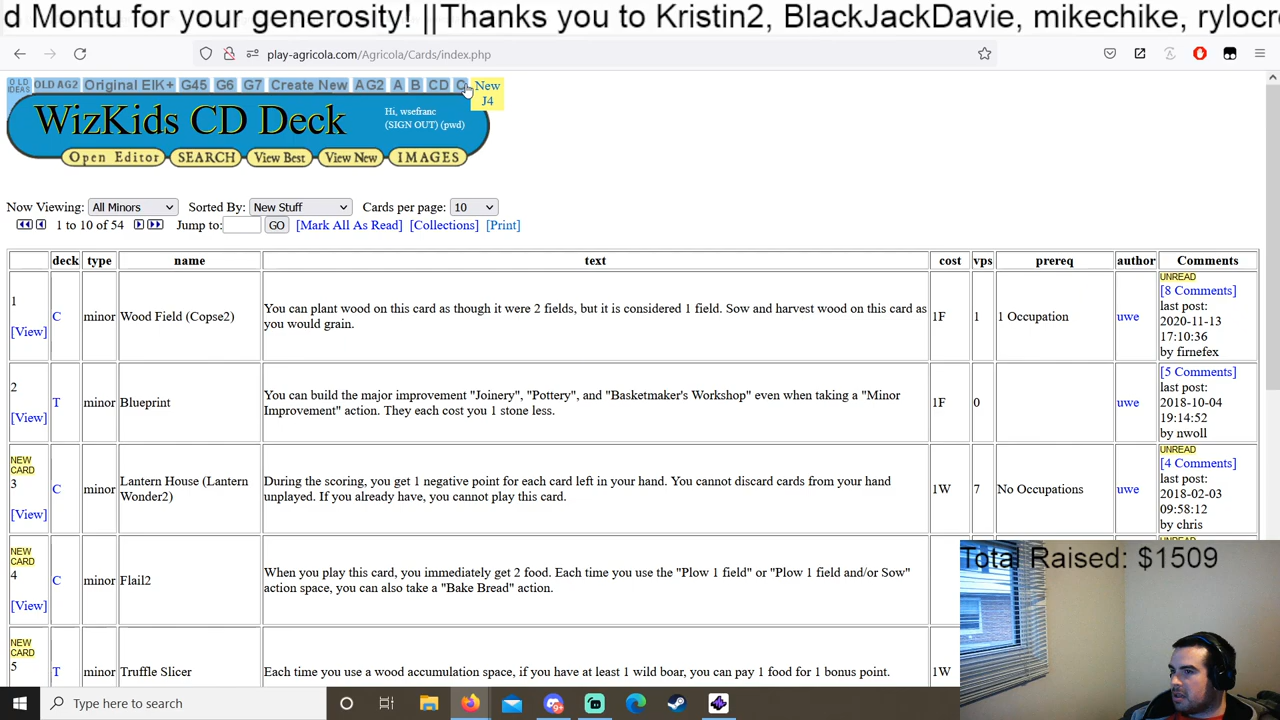 d Montu for your generosity! ||Thanks you to Kristin2, BlackJackDavie, mikechike, rylocr
play-agricola.com/Agricola/Cards/index.php
OLD IDEAS OLD AG2 Original EIK+ G45 G6 G7 Create New AG2 A B CD C New J4
WizKids CD Deck
Hi, wsefranc
(SIGN OUT) (pwd)
Open Editor SEARCH View Best View New IMAGES
Now Viewing: All Minors Sorted By: New Stuff Cards per page: 10
1 to 10 of 54 Jump to: GO [Mark All As Read] [Collections] [Print]
deck type name text cost vps prereq author Comments
1
[View]
C
minor
Wood Field (Copse2)
You can plant wood on this card as though it were 2 fields, but it is considered 1 field. Sow and harvest wood on this card as
you would grain.
1F
1
1 Occupation
uwe
UNREAD
[8 Comments]
last post:
2020-11-13
17:10:36
by firnefex
2
[View]
T
minor
Blueprint
You can build the major improvement "Joinery", "Pottery", and "Basketmaker's Workshop" even when taking a "Minor
Improvement" action. They each cost you 1 stone less.
1F
0
uwe
[5 Comments]
last post:
2018-10-04
19:14:52
by nwoll
NEW
CARD
3
[View]
C
minor
Lantern House (Lantern
Wonder2)
During the scoring, you get 1 negative point for each card left in your hand. You cannot discard cards from your hand
unplayed. If you already have, you cannot play this card.
1W
7
No Occupations
uwe
UNREAD
[4 Comments]
last post:
2018-02-03
09:58:12
by chris
NEW
CARD
4
[View]
C
minor
Flail2
When you play this card, you immediately get 2 food. Each time you use the "Plow 1 field" or "Plow 1 field and/or Sow"
action space, you can also take a "Bake Bread" action.
NEW
CARD
5
T
minor
Truffle Slicer
Each time you use a wood accumulation space, if you have at least 1 wild boar, you can pay 1 food for 1 bonus point.
1W
Total Raised: $1509
Type here to search